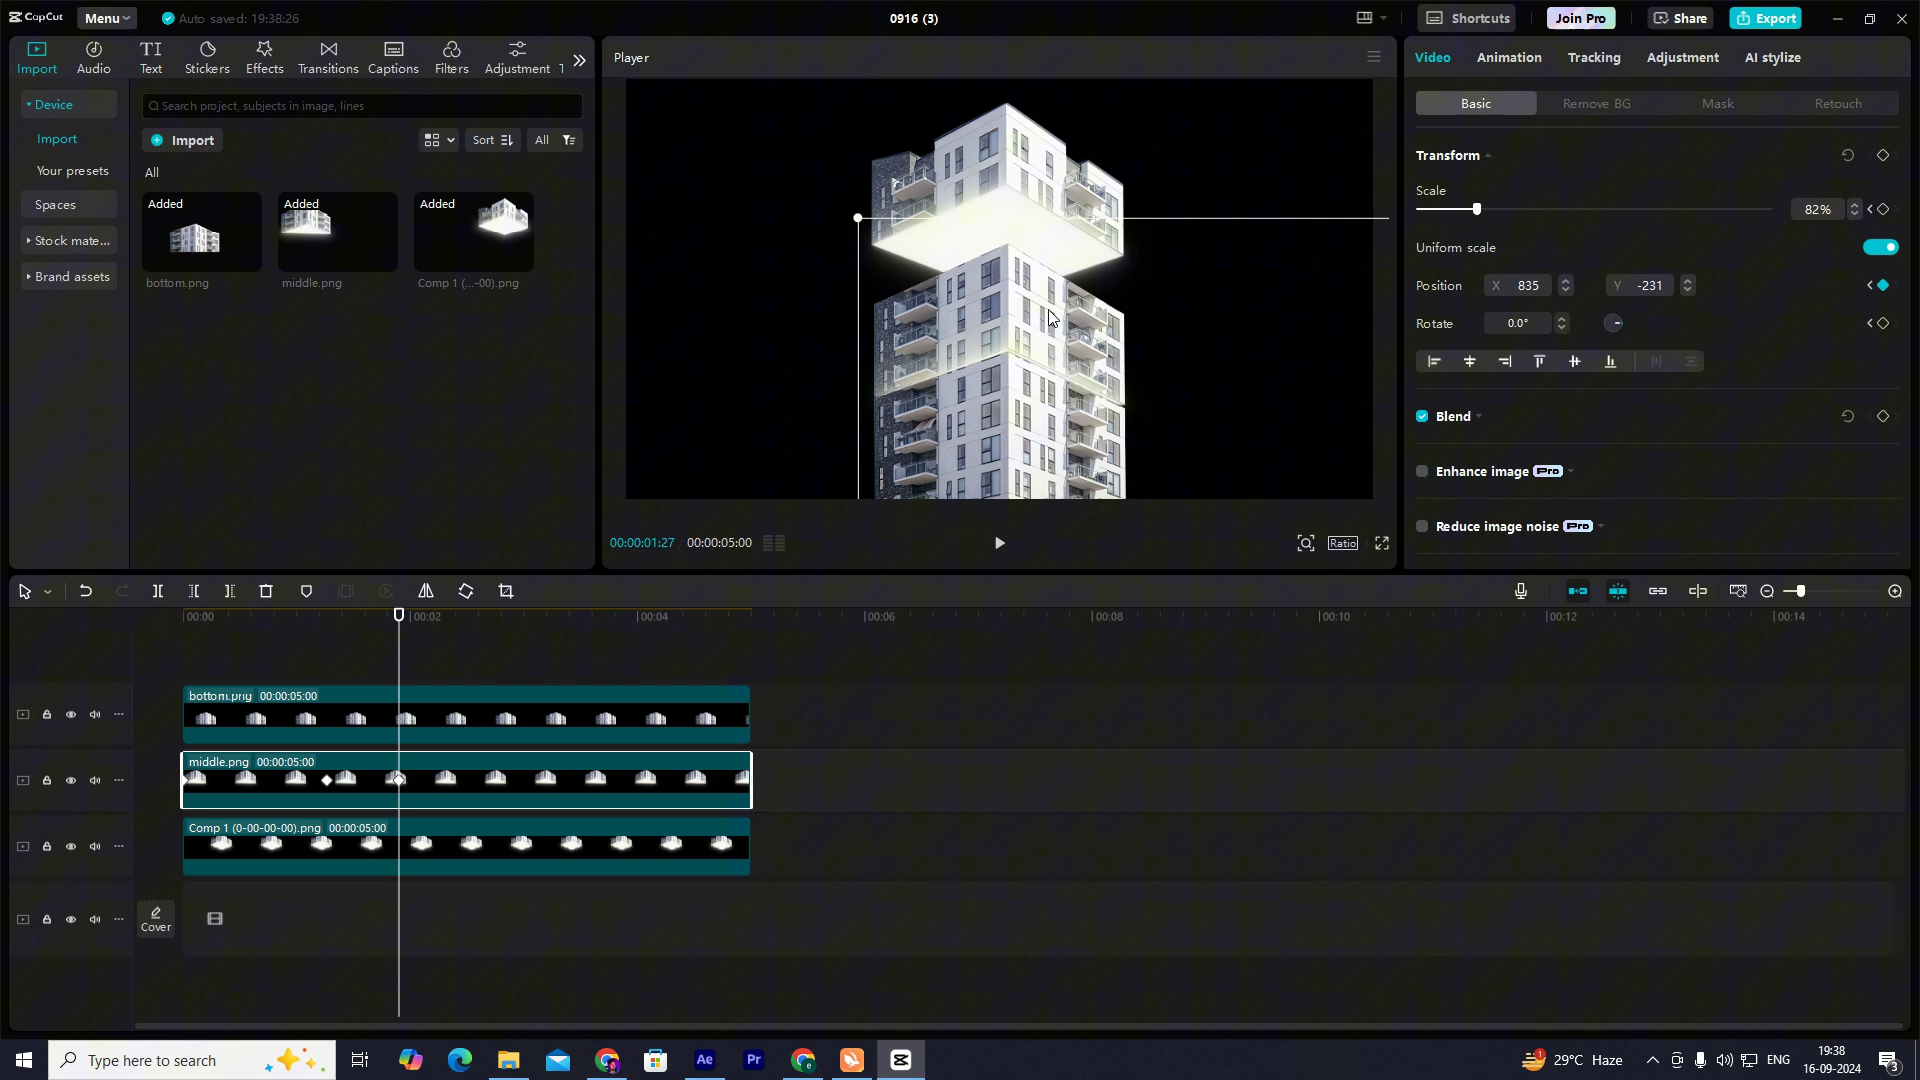 CapCut
Menu
Auto saved: 19:38:26
0916 (3)
Shortcuts
Join Pro
Share
Export
Import
Audio
TI
Text
Stickers
Effects
Transitions
Captions
Filters
Adjustment
Device
Import
Your presets
Spaces
Stock mate...
Brand assets
Search project, subjects in image, lines
Import
Sort
All
All
Added
Added
Added
bottom.png
middle.png
Comp 1 (...-00).png
Player
00:00:01:27
00:00:05:00
Ratio
Video
Animation
Tracking
Adjustment
AI stylize
Basic
Remove BG
Mask
Retouch
Transform
Scale
82%
Uniform scale
Position
X 835
Y -231
Rotate
0.0°
Blend
Enhance image Pro
Reduce image noise Pro
00:00
00:02
00:04
00:06
00:08
00:10
00:12
00:14
bottom.png 00:00:05:00
middle.png 00:00:05:00
Comp 1 (0-00-00-00).png 00:00:05:00
Cover
Type here to search
Ae
Pr
1
29°C Haze
ENG
19:38
16-09-2024
3